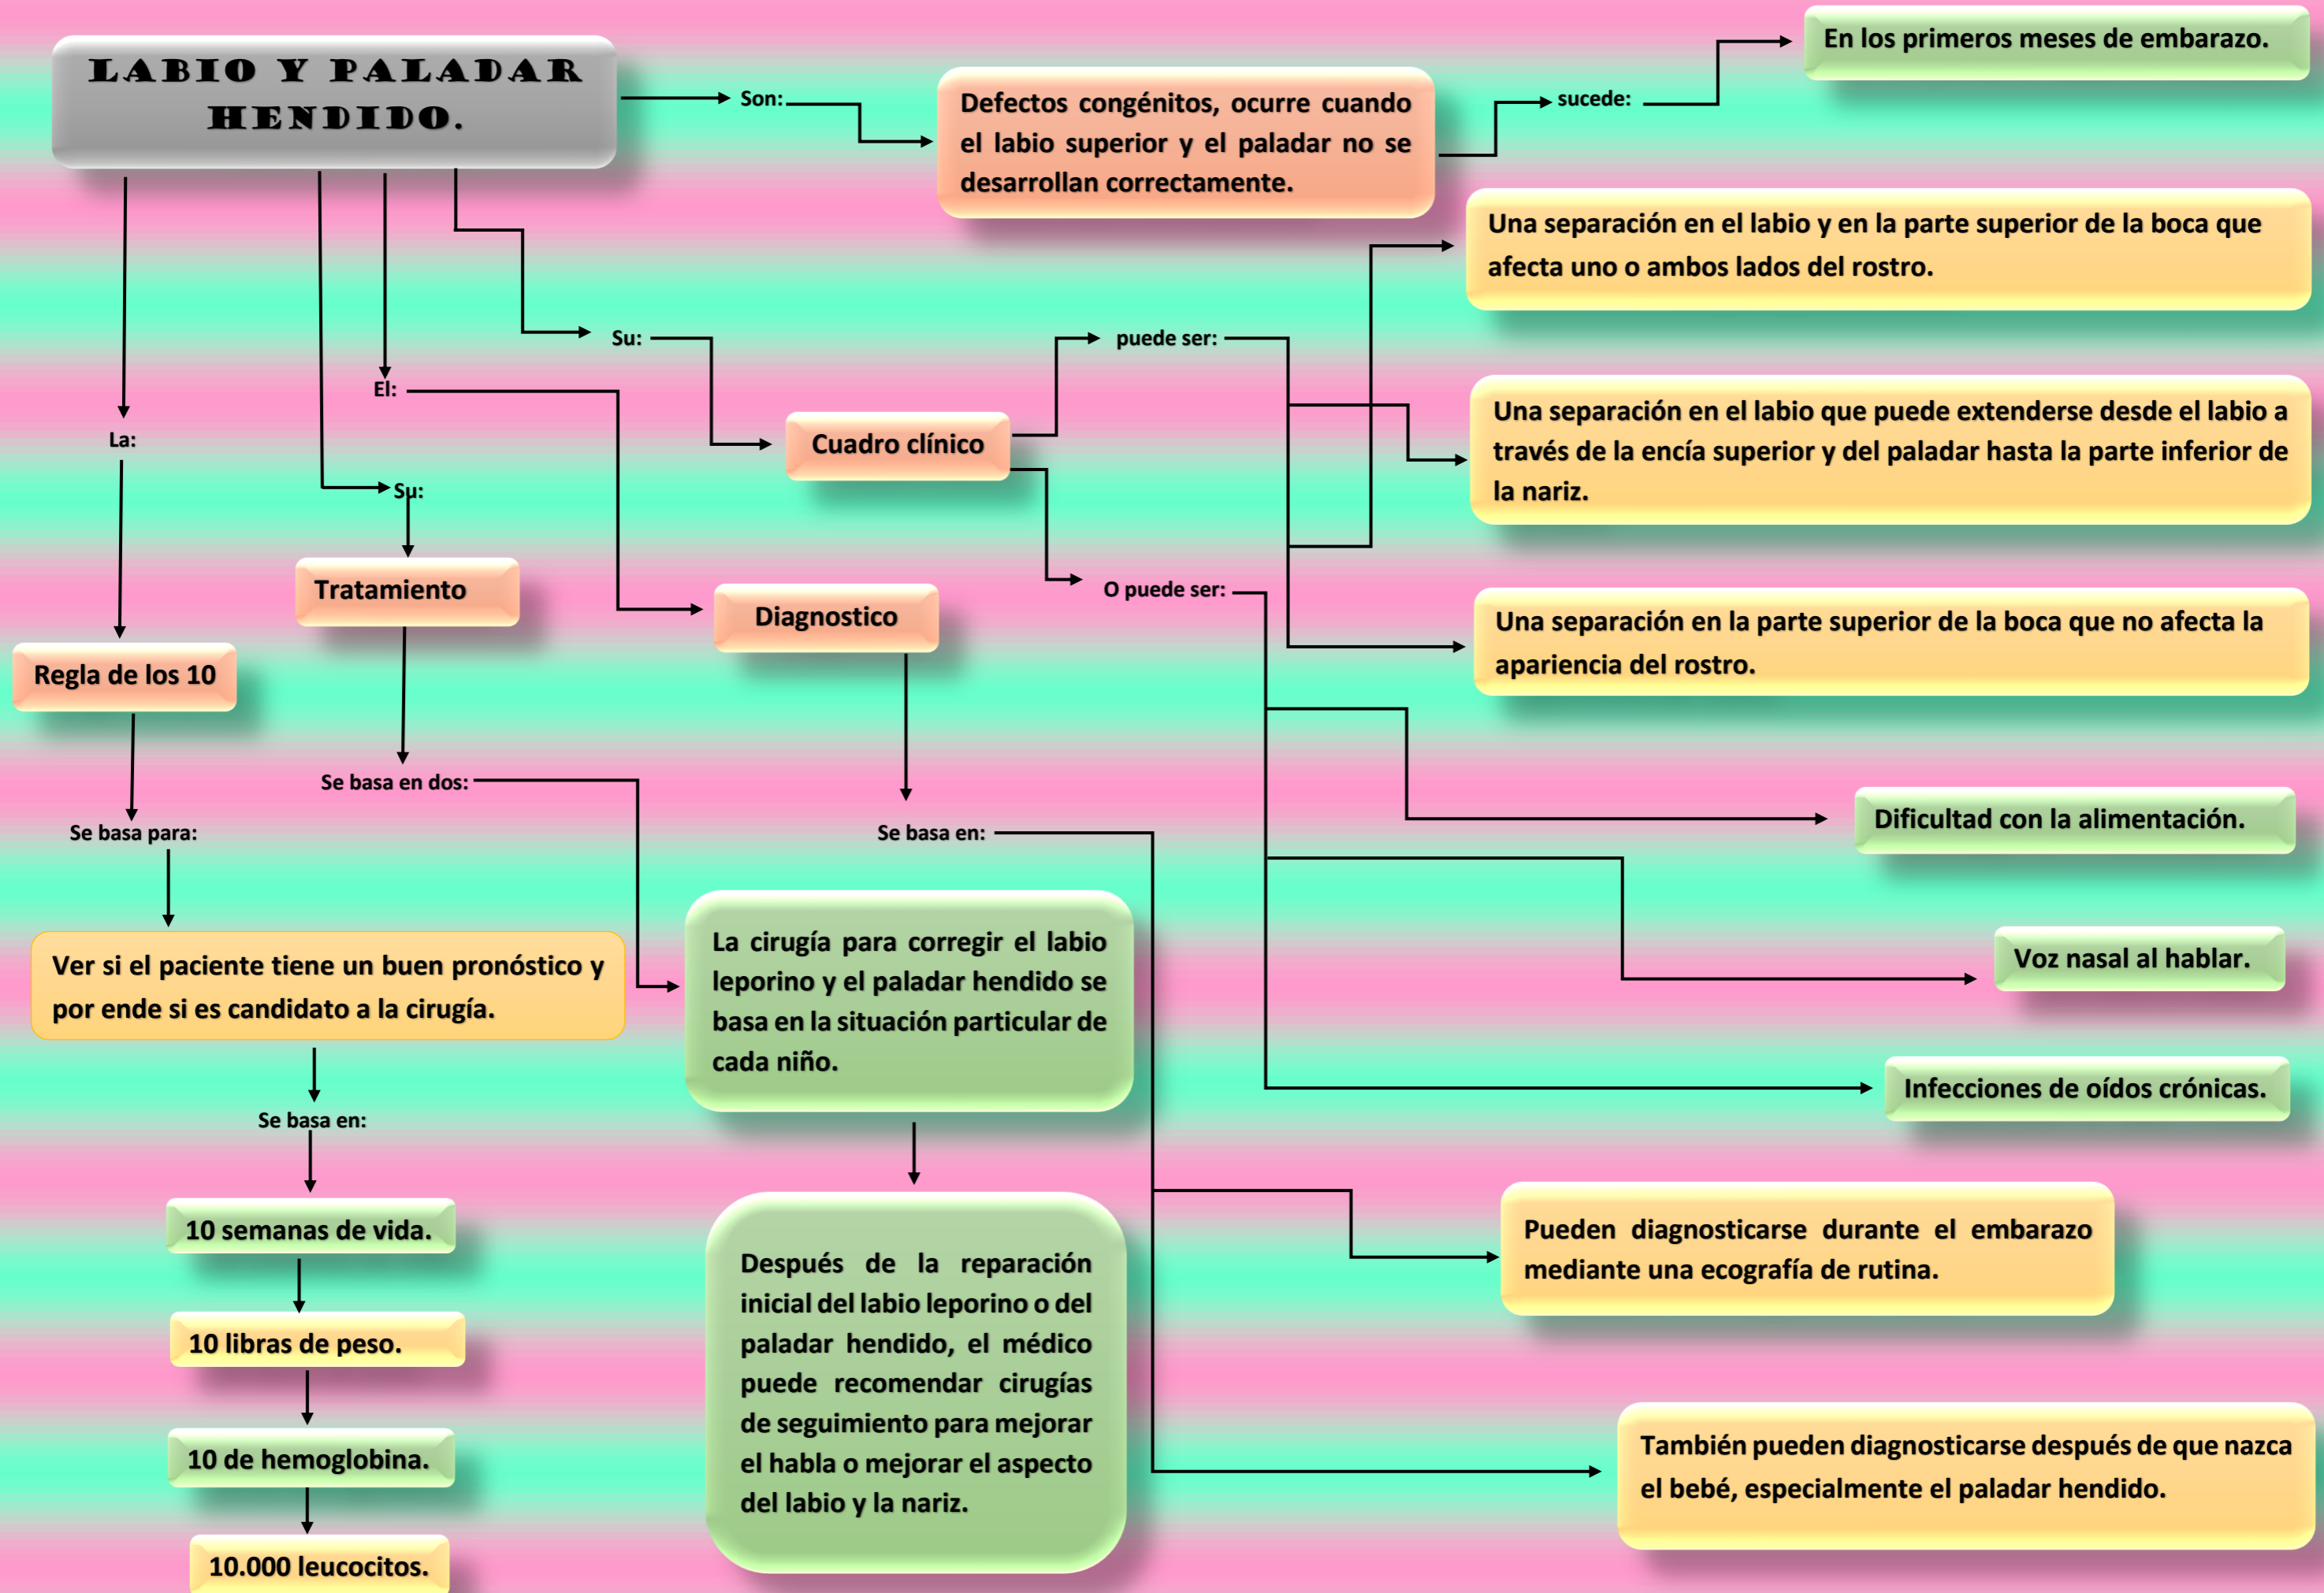 LABIO Y PALADAR
HENDIDO.
Son:
Defectos congénitos, ocurre cuando
el labio superior y el paladar no se
desarrollan correctamente.
sucede:
En los primeros meses de embarazo.
Su:
Cuadro clínico
puede ser:
Una separación en el labio y en la parte superior de la boca que
afecta uno o ambos lados del rostro.
Una separación en el labio que puede extenderse desde el labio a
través de la encía superior y del paladar hasta la parte inferior de
la nariz.
Una separación en la parte superior de la boca que no afecta la
apariencia del rostro.
O puede ser:
Dificultad con la alimentación.
Voz nasal al hablar.
Infecciones de oídos crónicas.
El:
Diagnostico
Se basa en:
Pueden diagnosticarse durante el embarazo
mediante una ecografía de rutina.
También pueden diagnosticarse después de que nazca
el bebé, especialmente el paladar hendido.
Su:
Tratamiento
Se basa en dos:
La cirugía para corregir el labio
leporino y el paladar hendido se
basa en la situación particular de
cada niño.
Después de la reparación
inicial del labio leporino o del
paladar hendido, el médico
puede recomendar cirugías
de seguimiento para mejorar
el habla o mejorar el aspecto
del labio y la nariz.
La:
Regla de los 10
Se basa para:
Ver si el paciente tiene un buen pronóstico y
por ende si es candidato a la cirugía.
Se basa en:
10 semanas de vida.
10 libras de peso.
10 de hemoglobina.
10.000 leucocitos.